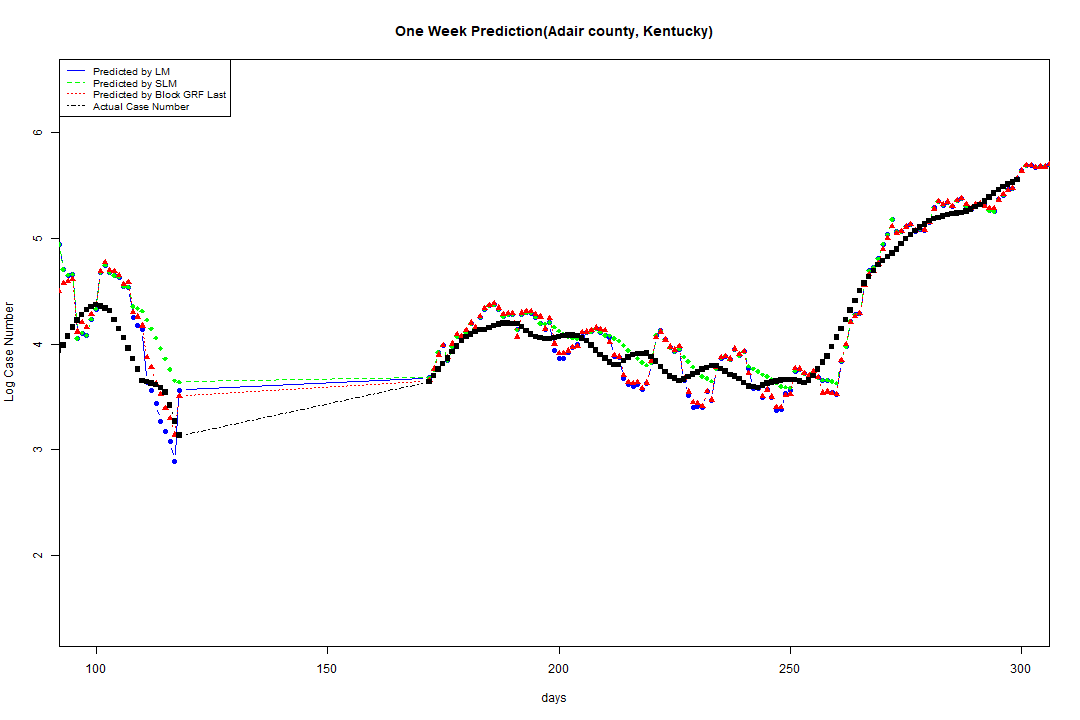 One Week Prediction(Adair county, Kentucky)
Predicted by LM
Predicted by SLM
Predicted by Block GRF Last
Actual Case Number
Log Case Number
6
5
4
3
2
100 150 200 250 300
days